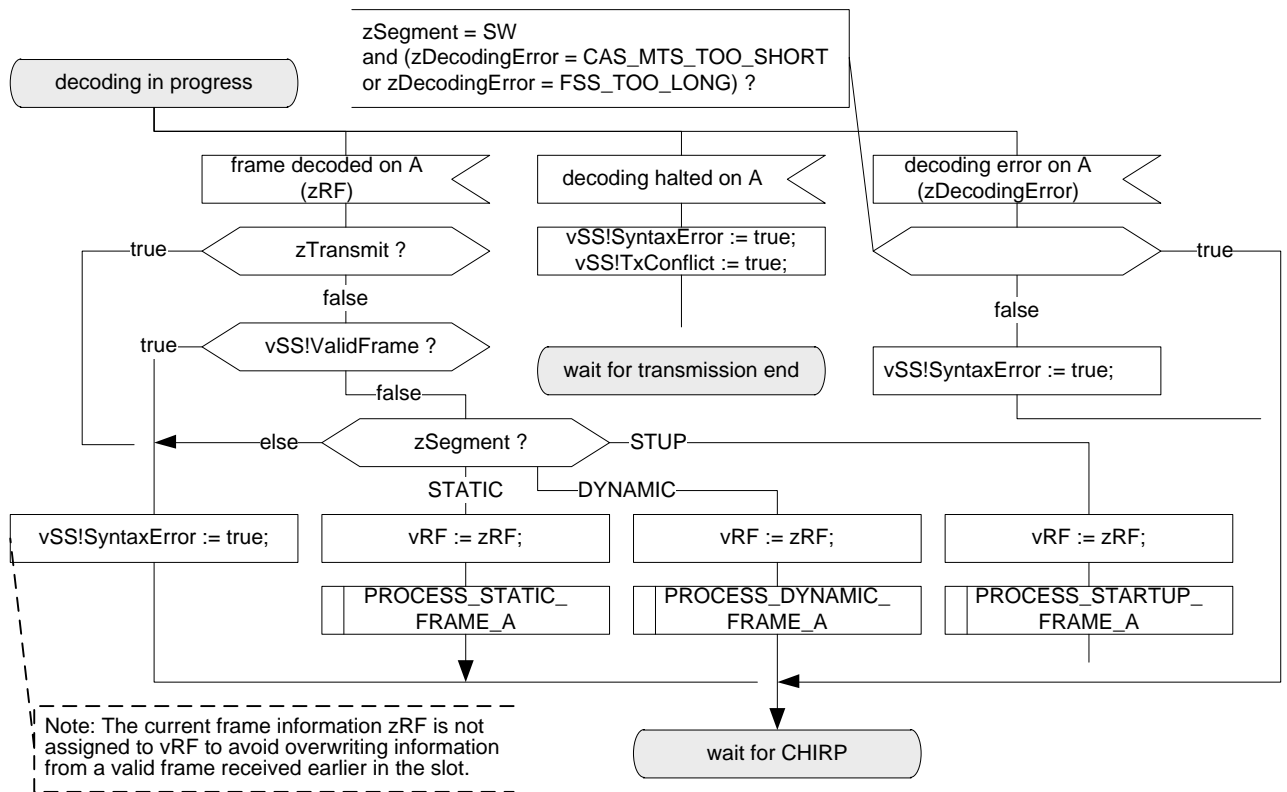 zSegment = SW
and (zDecodingError = CAS_MTS_TOO_SHORT
or zDecodingError = FSS_TOO_LONG) ?
decoding in progress
frame decoded on A
(zRF)
decoding halted on A
decoding error on A
(zDecodingError)
true
zTransmit ?
vSS!SyntaxError := true;
vSS!TxConflict := true;
true
false
false
true
vSS!ValidFrame ?
wait for transmission end
vSS!SyntaxError := true;
false
else
zSegment ?
STUP
STATIC
DYNAMIC
vSS!SyntaxError := true;
vRF := zRF;
vRF := zRF;
vRF := zRF;
PROCESS_STATIC_
FRAME_A
PROCESS_DYNAMIC_
FRAME_A
PROCESS_STARTUP_
FRAME_A
Note: The current frame information zRF is not
assigned to vRF to avoid overwriting information
from a valid frame received earlier in the slot.
wait for CHIRP